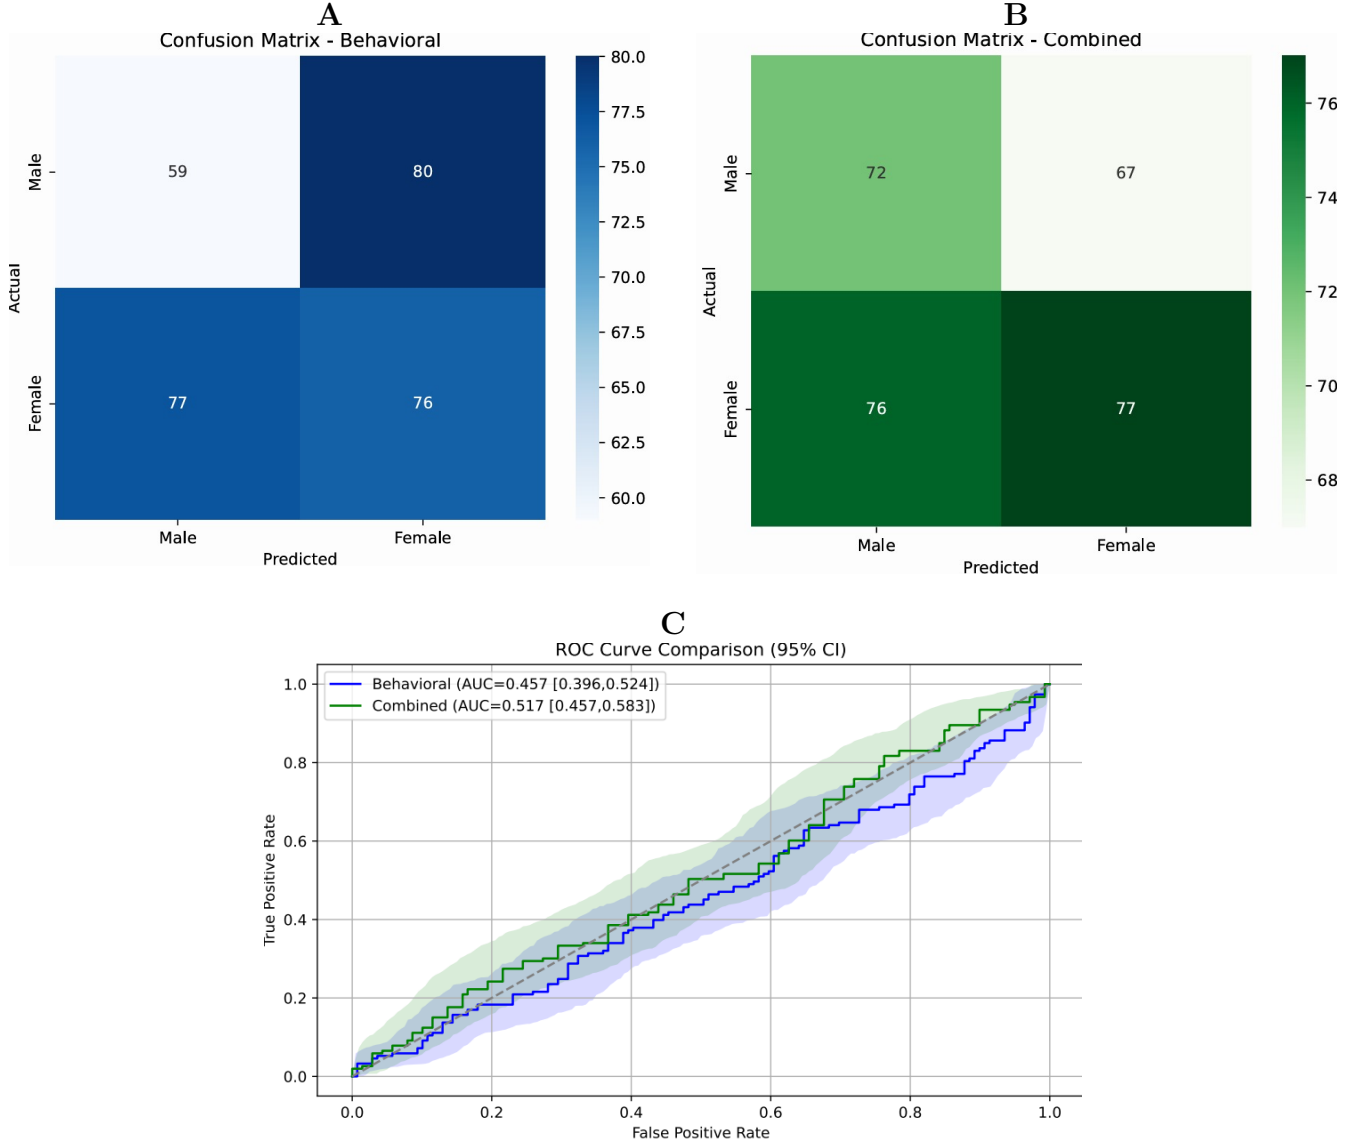 A
Confusion Matrix - Behavioral
Actual
Male
Female
59
80
77
76
Male
Female
Predicted
80.0
77.5
75.0
72.5
70.0
67.5
65.0
62.5
60.0
B
Confusion Matrix - Combined
Actual
Male
Female
72
67
76
77
Male
Female
Predicted
76
74
72
70
68
C
ROC Curve Comparison (95% CI)
Behavioral (AUC=0.457 [0.396,0.524])
Combined (AUC=0.517 [0.457,0.583])
True Positive Rate
1.0
0.8
0.6
0.4
0.2
0.0
0.0
0.2
0.4
0.6
0.8
1.0
False Positive Rate